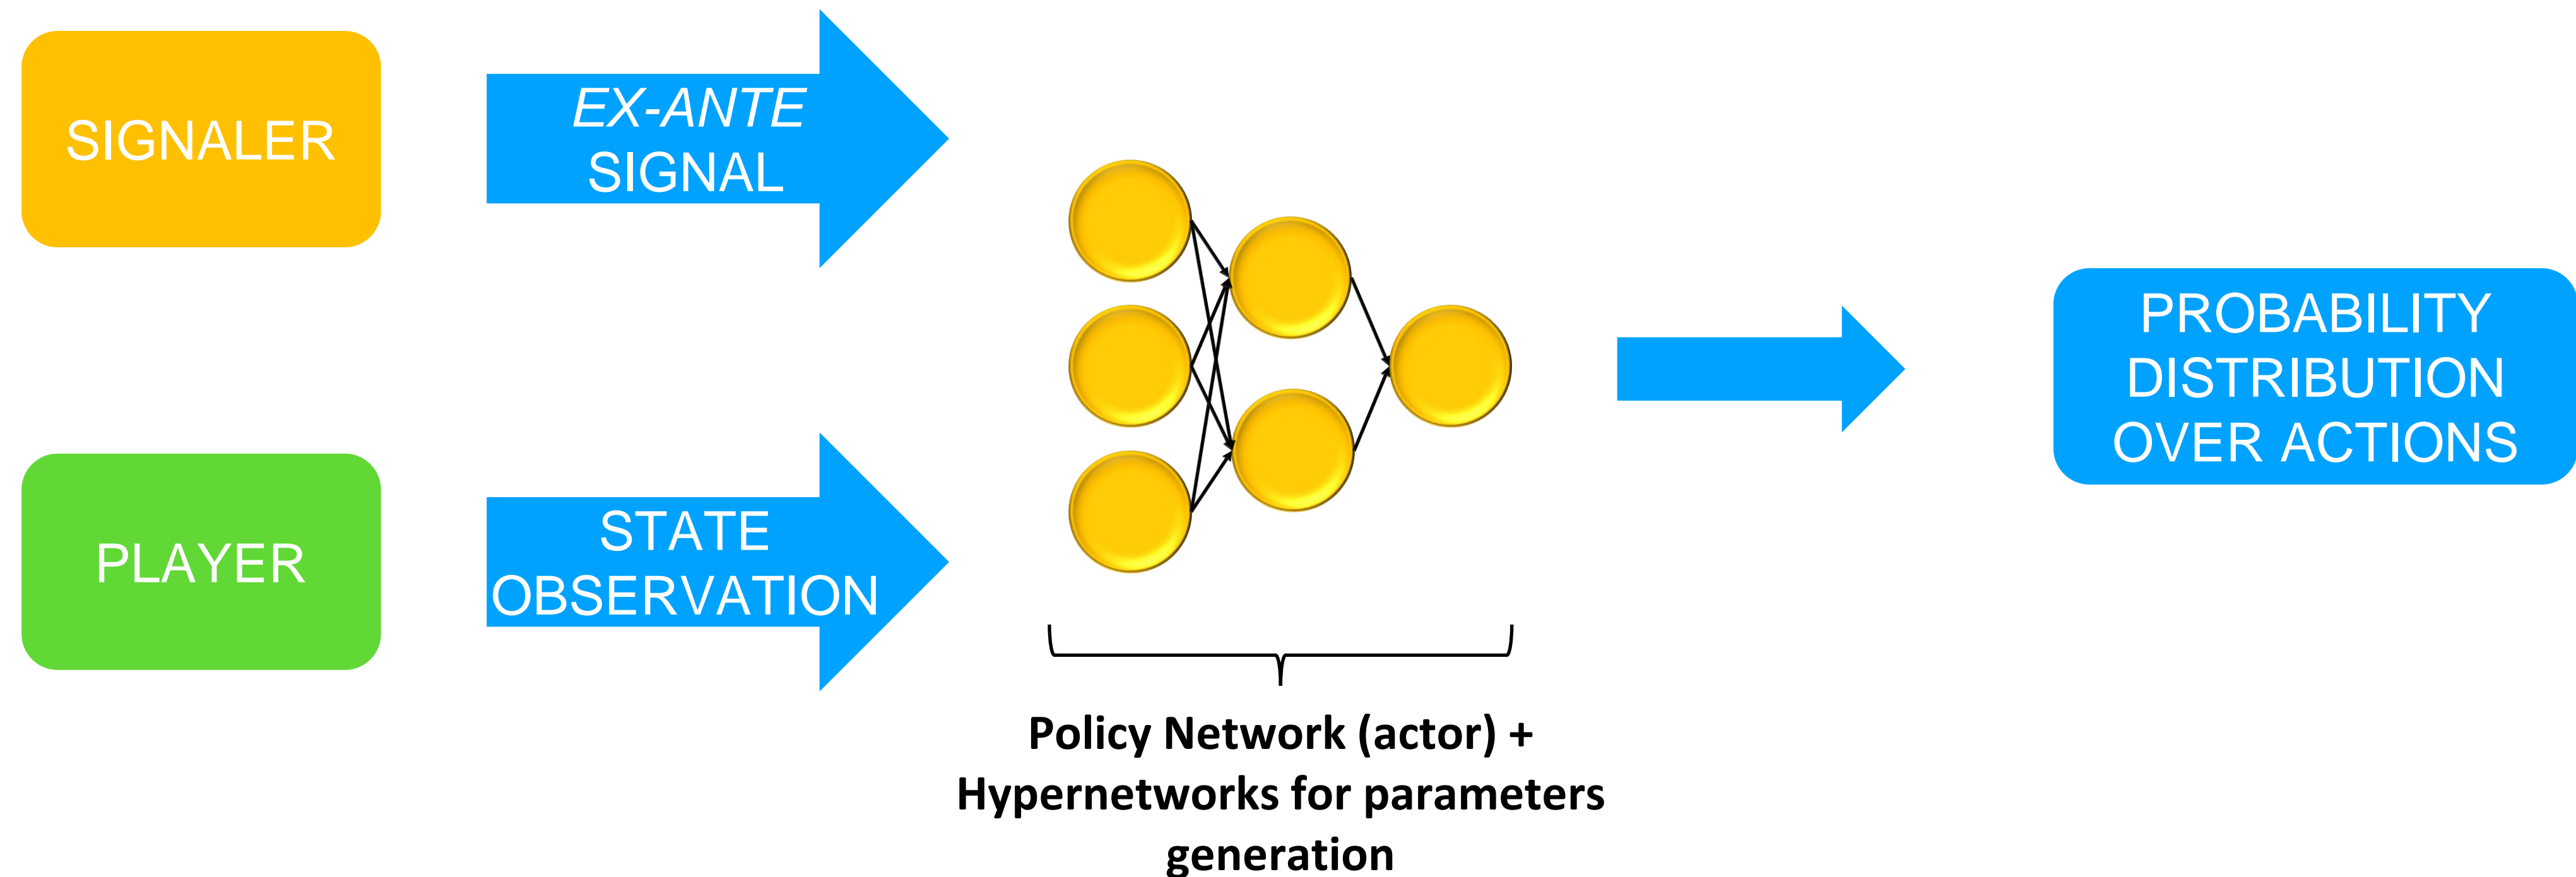 SIGNALER
EX-ANTE
SIGNAL
PLAYER
STATE
OBSERVATION
Policy Network (actor) +
Hypernetworks for parameters
generation
PROBABILITY
DISTRIBUTION
OVER ACTIONS